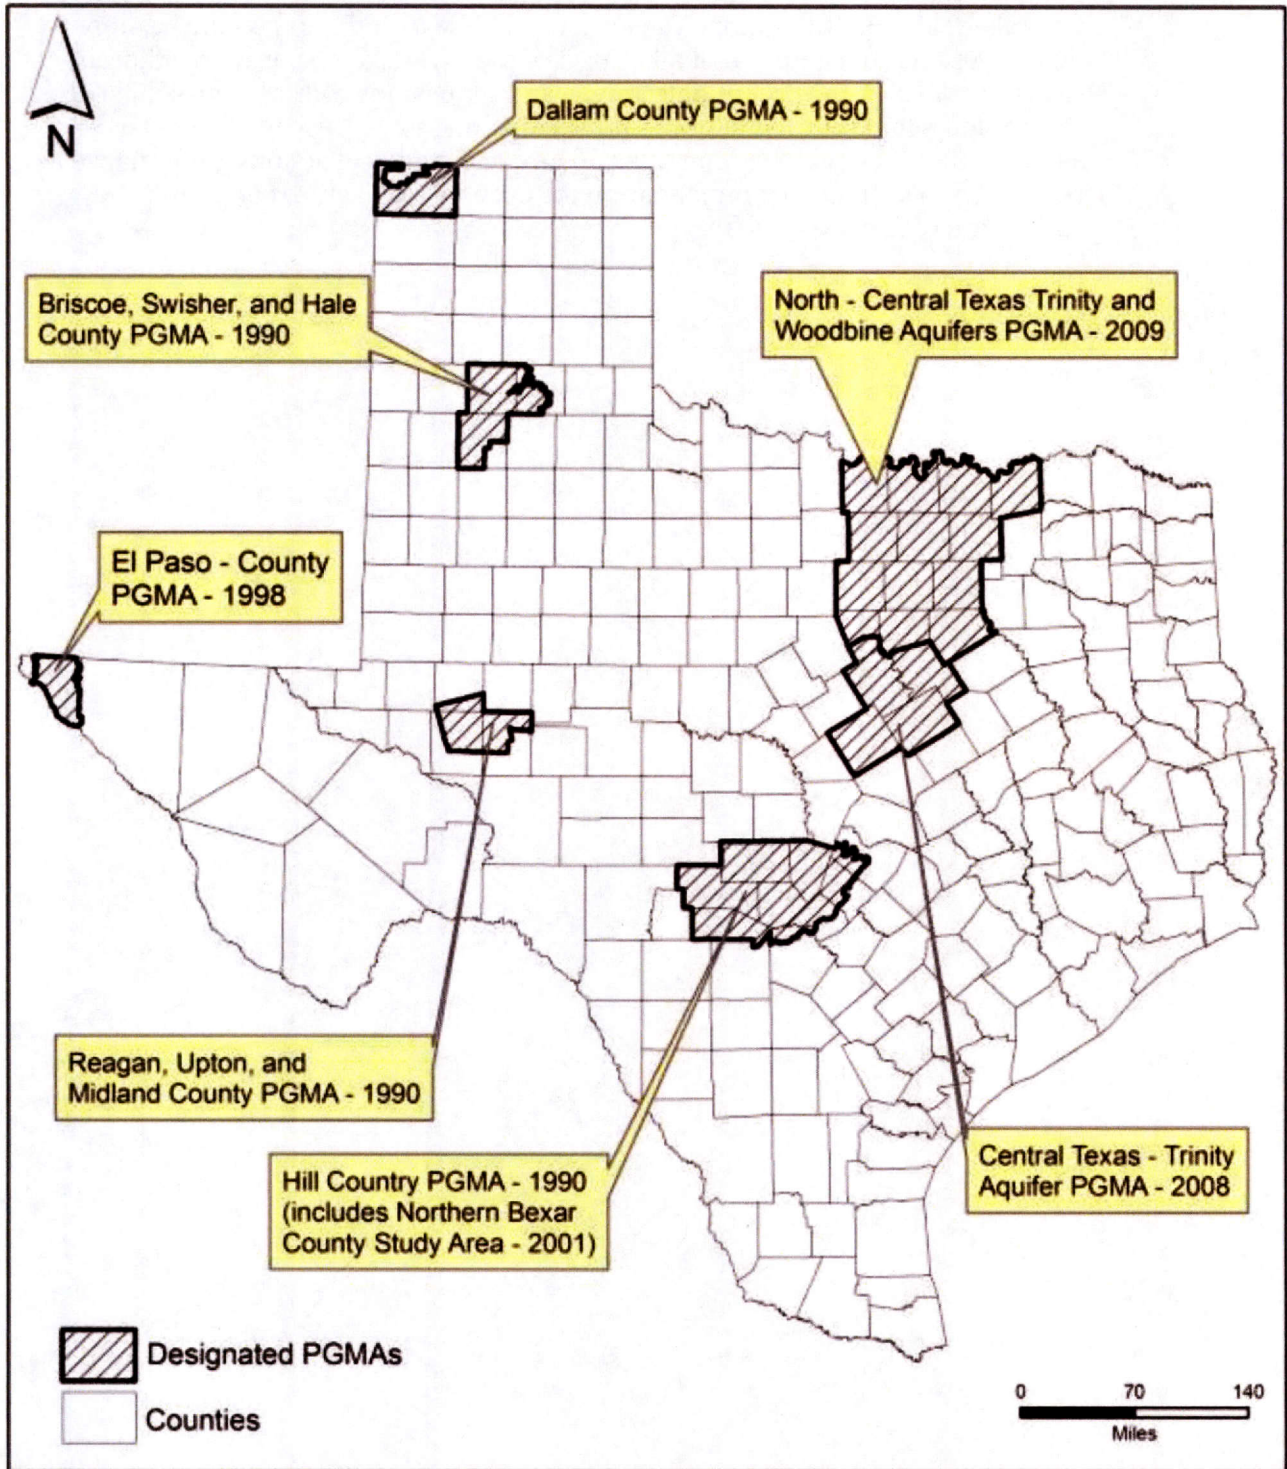 N
Dallam County PGMA - 1990
Briscoe, Swisher, and Hale
County PGMA - 1990
North - Central Texas Trinity and
Woodbine Aquifers PGMA - 2009
El Paso - County
PGMA - 1998
Reagan, Upton, and
Midland County PGMA - 1990
Hill Country PGMA - 1990
(includes Northern Bexar
County Study Area - 2001)
Central Texas - Trinity
Aquifer PGMA - 2008
Designated PGMAs
Counties
0 70 140
Miles